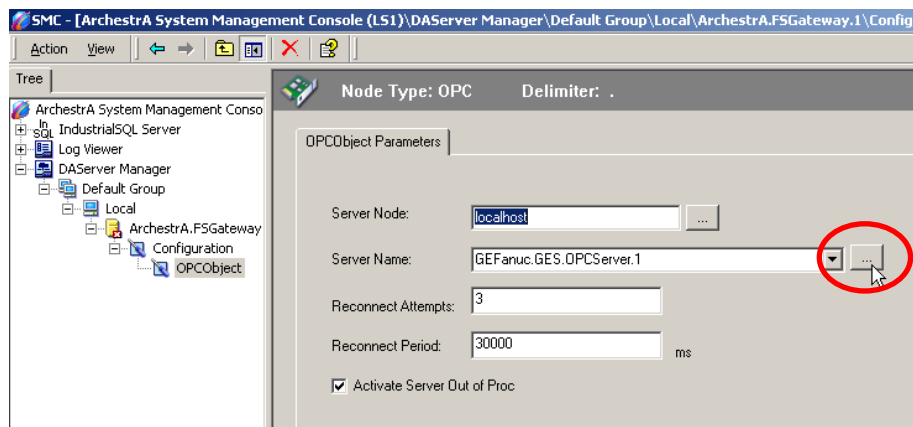 SMC - [ArchestrA System Management Console (LS1)\DAServer Manager\Default Group\Local\ArchestrA.FSGateway.1\Config
Action View
Tree
ArchestrA System Management Conso
IndustrialSQL Server
Log Viewer
DAServer Manager
Default Group
Local
ArchestrA.FSGateway
Configuration
OPCObject
Node Type: OPC Delimiter: .
OPCObject Parameters
Server Node: localhost ...
Server Name: GEFanuc.GES.OPCServer.1 ...
Reconnect Attempts: 3
Reconnect Period: 30000 ms
Activate Server Out of Proc